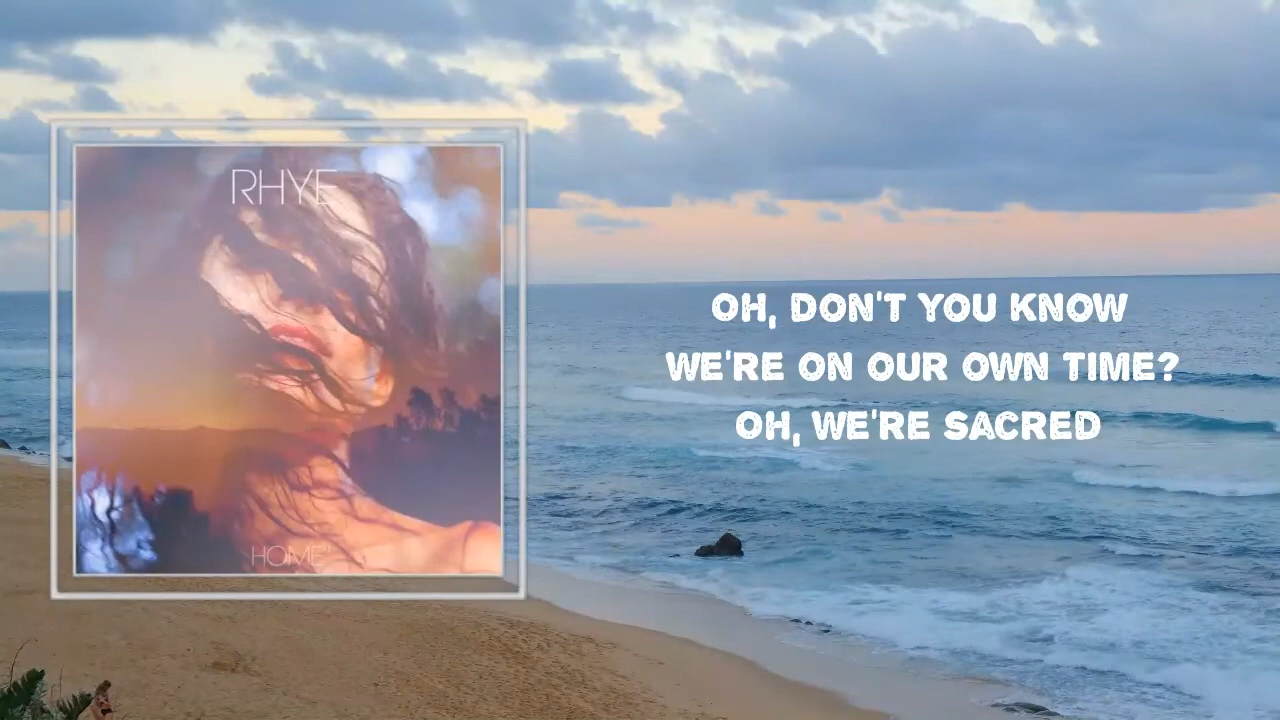 RHYE
HOME
OH, DON'T YOU KNOW
WE'RE ON OUR OWN TIME?
OH, WE'RE SACRED